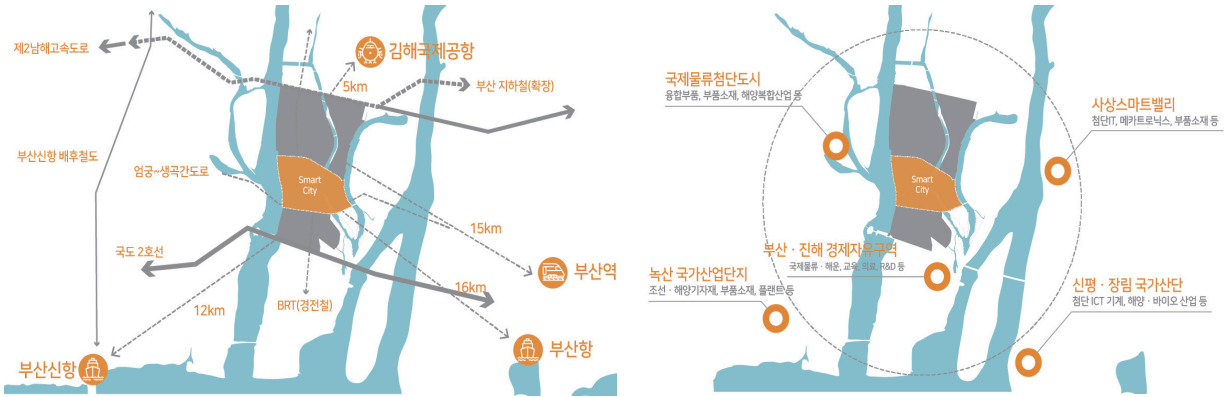 제2남해고속도로
김해국제공항
5km
부산 지하철(확장)
부산신항 배후철도
엄궁~생곡간도로
Smart
City
15km
국도 2호선
부산역
16km
12km
BRT(경전철)
부산항
부산신항
국제물류첨단도시
융합부품, 부품소재, 해양복합산업 등
사상스마트밸리
첨단IT, 메카트로닉스, 부품소재 등
Smart
City
부산 · 진해 경제자유구역
국제물류 · 해운, 교육, 의료, R&D 등
녹산 국가산업단지
조선 · 해양기자재, 부품소재, 플랜트 등
신평 · 장림 국가산단
첨단 ICT 기계, 해양 · 바이오 산업 등